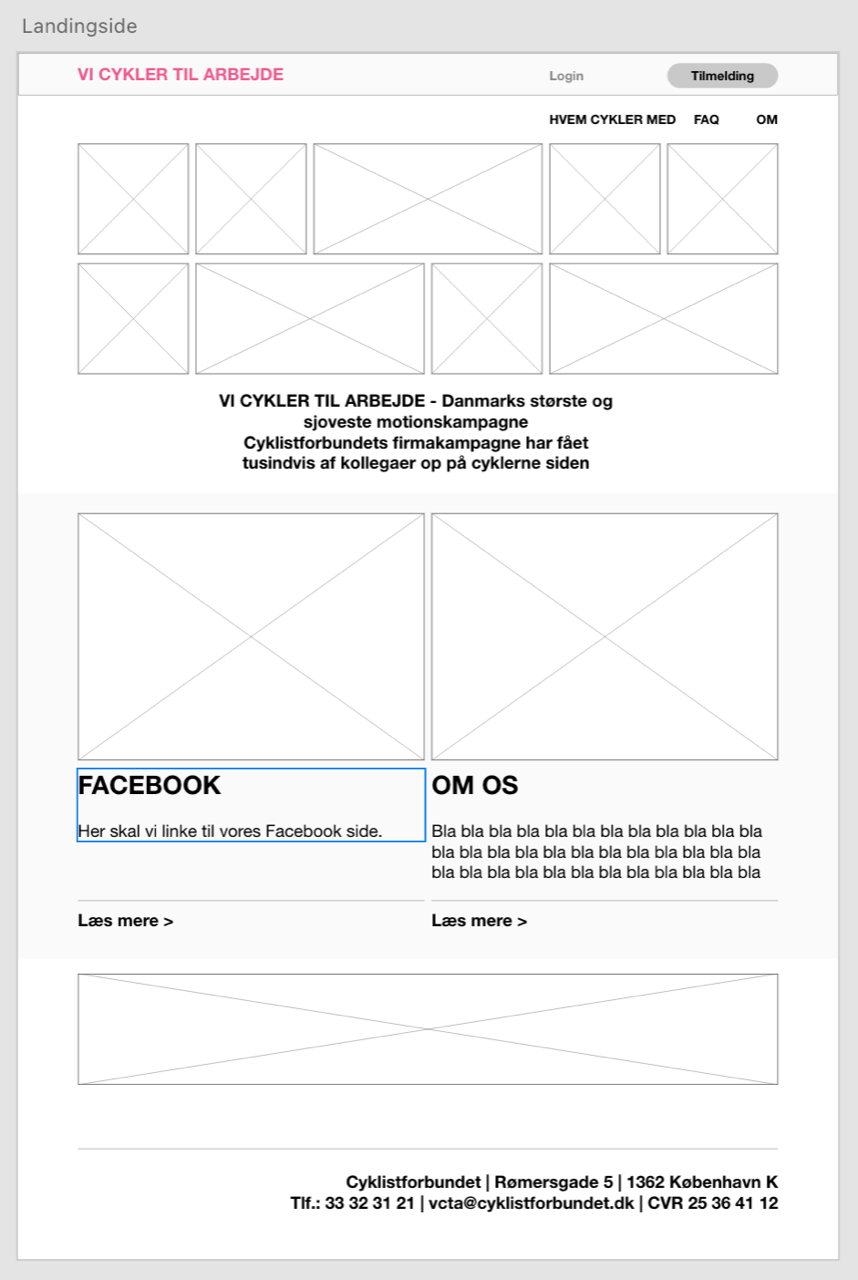 Landingside
VI CYKLER TIL ARBEJDE
Login
Tilmelding
HVEM CYKLER MED
FAQ
OM
VI CYKLER TIL ARBEJDE - Danmarks største og
sjoveste motionskampagne
Cyklistforbundets firmakampagne har fået
tusindvis af kollegaer op på cyklerne siden
FACEBOOK
Her skal vi linke til vores Facebook side.
Læs mere >
OM OS
Bla bla bla bla bla bla bla bla bla bla bla bla
bla bla bla bla bla bla bla bla bla bla bla bla
bla bla bla bla bla bla bla bla bla bla bla bla
Læs mere >
Cyklistforbundet | Rømersgade 5 | 1362 København K
Tlf.: 33 32 31 21 | vcta@cyklistforbundet.dk | CVR 25 36 41 12